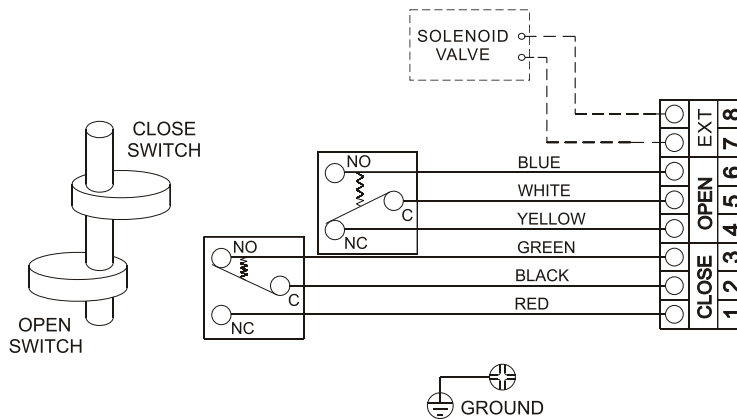 SOLENOID
VALVE
CLOSE
SWITCH
OPEN
SWITCH
NO
C
NC
NO
C
NC
BLUE
WHITE
YELLOW
GREEN
BLACK
RED
EXT
OPEN
CLOSE
8
7
6
5
4
3
2
1
GROUND